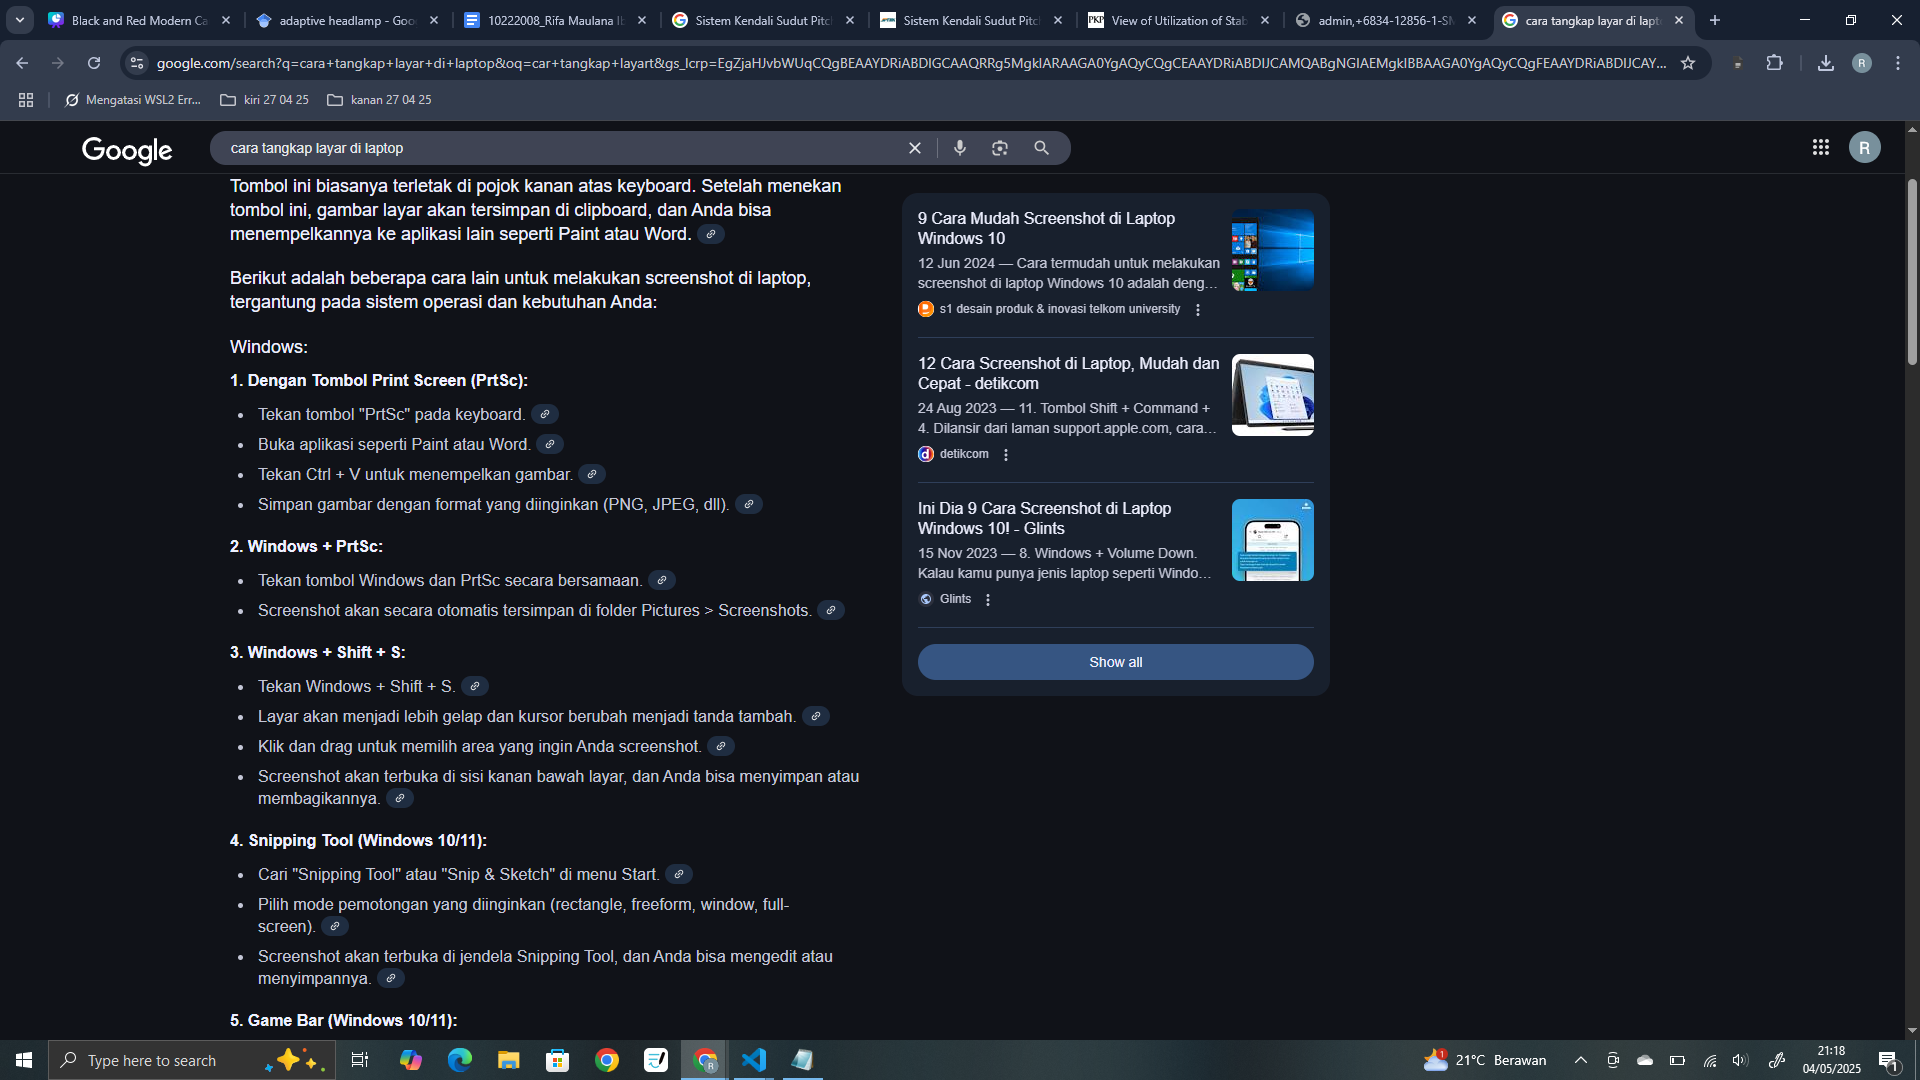 Black and Red Modern Ca
adaptive headlamp - Goo
10222008_Rifa Maulana Ib
Sistem Kendali Sudut Pitch
Sistem Kendali Sudut Pitch
PKP View of Utilization of Stab
admin,+6834-12856-1-SM
cara tangkap layar di lapt
google.com/search?q=cara+tangkap+layar+di+laptop&oq=car+tangkap+layart&gs_lcrp=
R
Mengatasi WSL2 Err...
kiri 27 04 25
kanan 27 04 25
Google
cara tangkap layar di laptop
R
Tombol ini biasanya terletak di pojok kanan atas keyboard. Setelah menekan
tombol ini, gambar layar akan tersimpan di clipboard, dan Anda bisa
menempelkannya ke aplikasi lain seperti Paint atau Word.
Berikut adalah beberapa cara lain untuk melakukan screenshot di laptop,
tergantung pada sistem operasi dan kebutuhan Anda:
Windows:
1. Dengan Tombol Print Screen (PrtSc):
• Tekan tombol "PrtSc" pada keyboard.
• Buka aplikasi seperti Paint atau Word.
• Tekan Ctrl + V untuk menempelkan gambar.
• Simpan gambar dengan format yang diinginkan (PNG, JPEG, dll).
2. Windows + PrtSc:
• Tekan tombol Windows dan PrtSc secara bersamaan.
• Screenshot akan secara otomatis tersimpan di folder Pictures > Screenshots.
3. Windows + Shift + S:
• Tekan Windows + Shift + S.
• Layar akan menjadi lebih gelap dan kursor berubah menjadi tanda tambah.
• Klik dan drag untuk memilih area yang ingin Anda screenshot.
• Screenshot akan terbuka di sisi kanan bawah layar, dan Anda bisa menyimpan atau
membagikannya.
4. Snipping Tool (Windows 10/11):
• Cari "Snipping Tool" atau "Snip & Sketch" di menu Start.
• Pilih mode pemotongan yang diinginkan (rectangle, freeform, window, full-
screen).
• Screenshot akan terbuka di jendela Snipping Tool, dan Anda bisa mengedit atau
menyimpannya.
5. Game Bar (Windows 10/11):
9 Cara Mudah Screenshot di Laptop
Windows 10
12 Jun 2024 — Cara termudah untuk melakukan
screenshot di laptop Windows 10 adalah deng...
s1 desain produk & inovasi telkom university
12 Cara Screenshot di Laptop, Mudah dan
Cepat - detikcom
24 Aug 2023 — 11. Tombol Shift + Command +
4. Dilansir dari laman support.apple.com, cara...
d detikcom
Ini Dia 9 Cara Screenshot di Laptop
Windows 10! - Glints
15 Nov 2023 — 8. Windows + Volume Down.
Kalau kamu punya jenis laptop seperti Windo...
Glints
Show all
Type here to search
R
1
21°C Berawan
21:18
04/05/2025
1